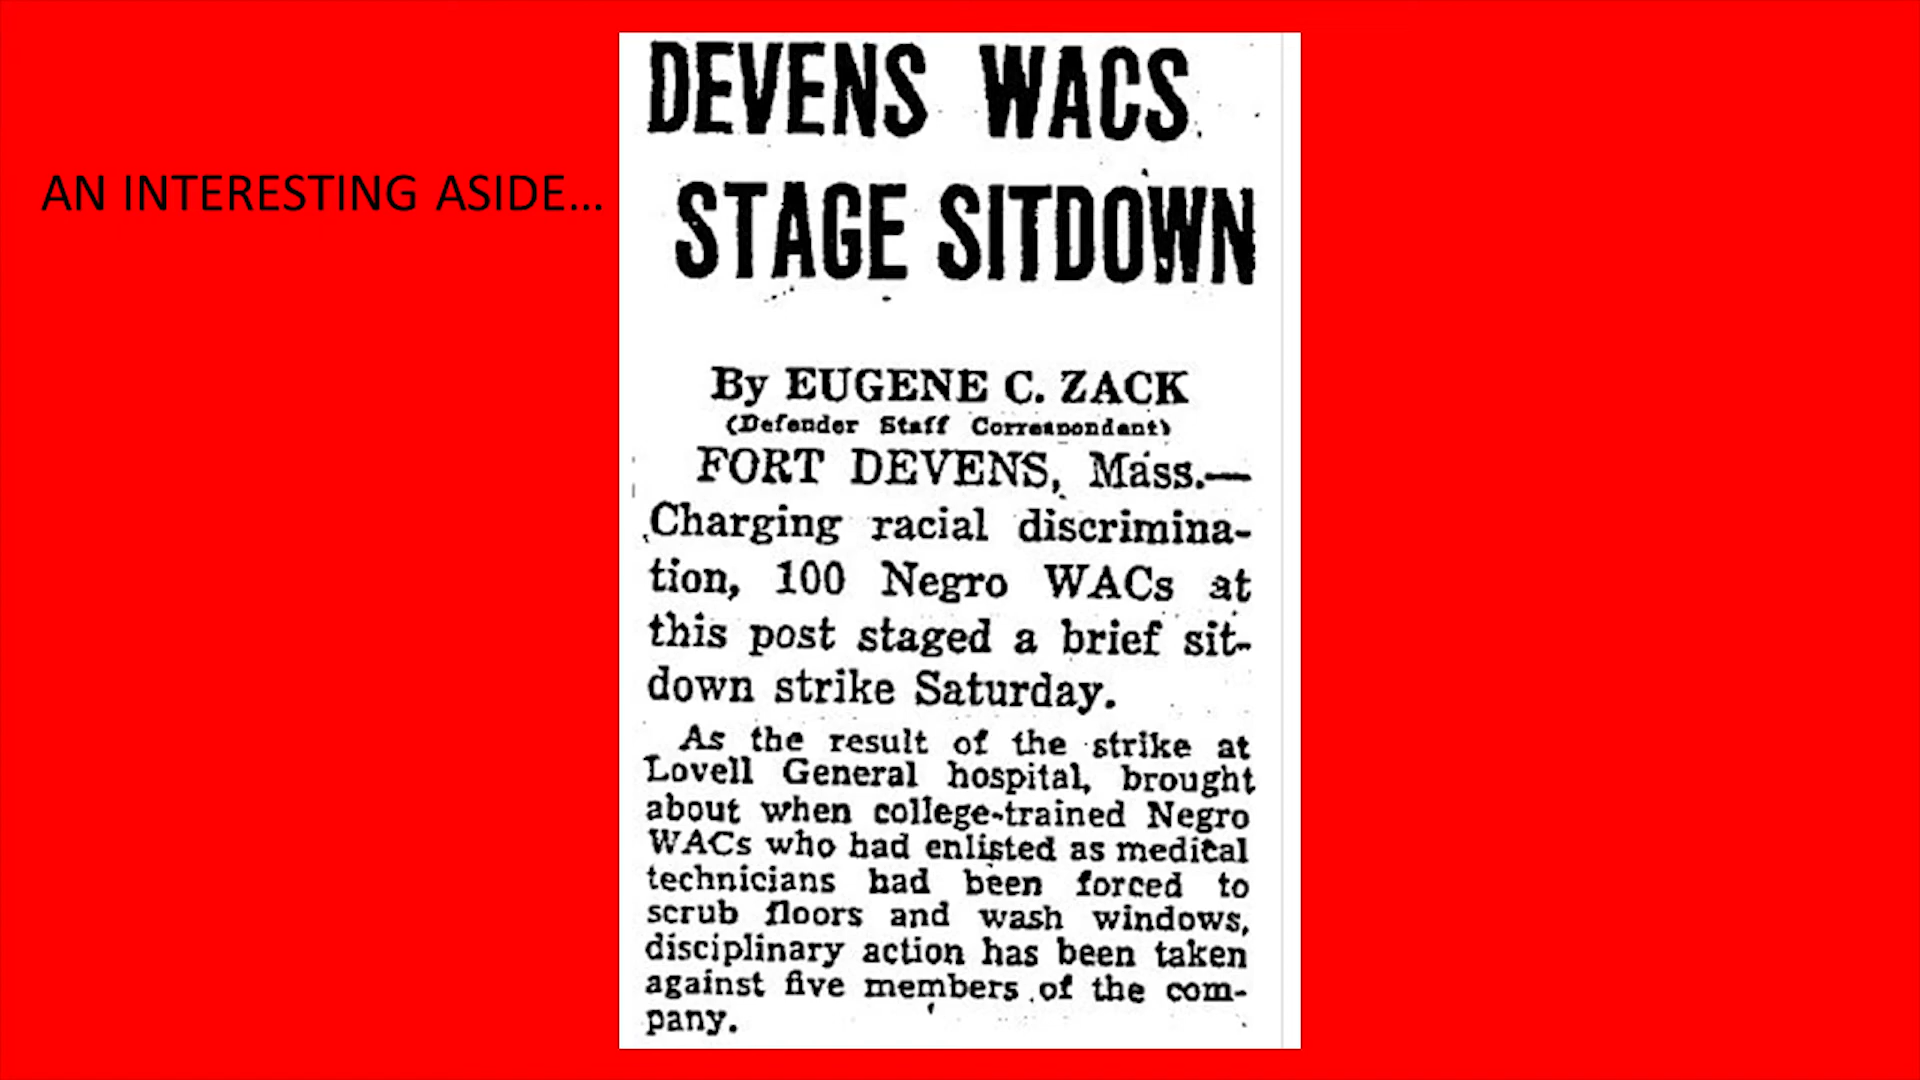 AN INTERESTING ASIDE...
DEVENS WACS
STAGE SITDOWN
By EUGENE C. ZACK
(Defender Staff Correspondent)
FORT DEVENS, Mass.—
Charging racial discrimina-
tion, 100 Negro WACs at
this post staged a brief sit-
down strike Saturday.
As the result of the strike at
Lovell General hospital, brought
about when college-trained Negro
WACs who had enlisted as medical
technicians had been forced to
scrub floors and wash windows,
disciplinary action has been taken
against five members of the com-
pany.